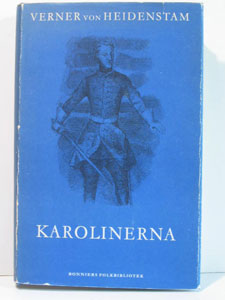 VERNER VON HEIDENSTAM
KAROLINERNA
BONNIERS FOLKBIBLIOTEK